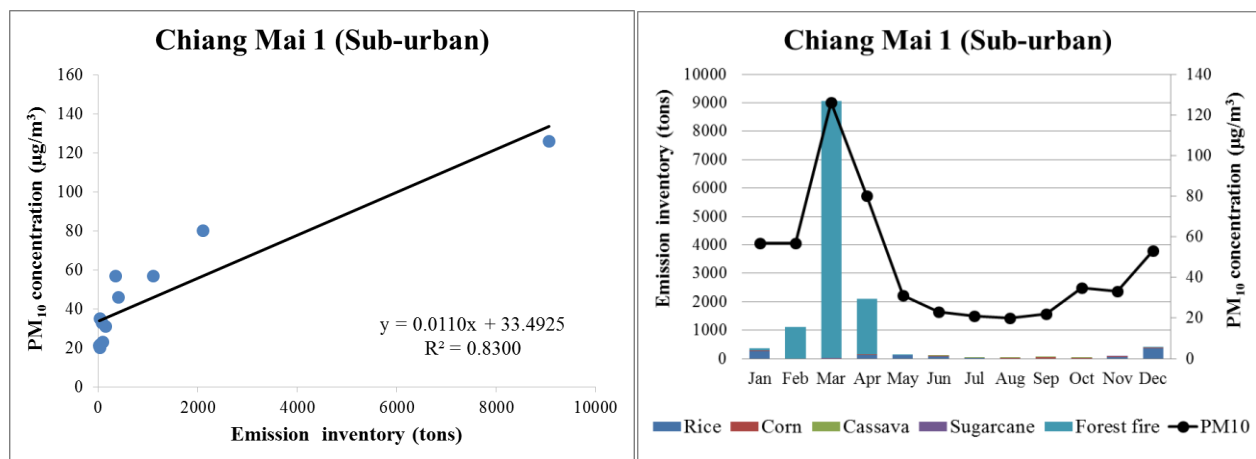 Chiang Mai 1 (Sub-urban)
160
140
120
100
80
60
40
20
0
PM10 concentration (µg/m³)
y = 0.0110x + 33.4925
R² = 0.8300
0 2000 4000 6000 8000 10000
Emission inventory (tons)
Chiang Mai 1 (Sub-urban)
Emission inventory (tons)
10000
9000
8000
7000
6000
5000
4000
3000
2000
1000
0
140
120
100
80
60
40
20
0
PM10 concentration (µg/m³)
Jan Feb Mar Apr May Jun Jul Aug Sep Oct Nov Dec
Rice Corn Cassava Sugarcane Forest fire PM10